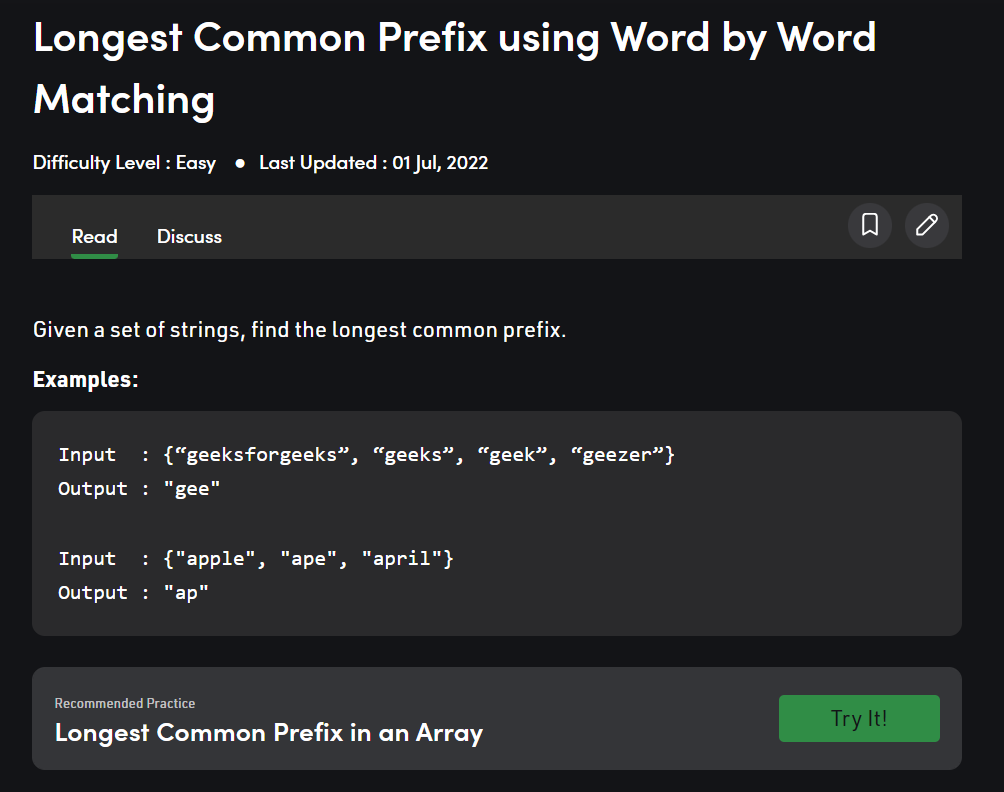 Longest Common Prefix using Word by Word
Matching
Difficulty Level : Easy ● Last Updated : 01 Jul, 2022
Read Discuss
Given a set of strings, find the longest common prefix.
Examples:
Input  : {“geeksforgeeks”, “geeks”, “geek”, “geezer”}
Output : "gee"
Input  : {"apple", "ape", "april"}
Output : "ap"
Recommended Practice
Longest Common Prefix in an Array
Try It!